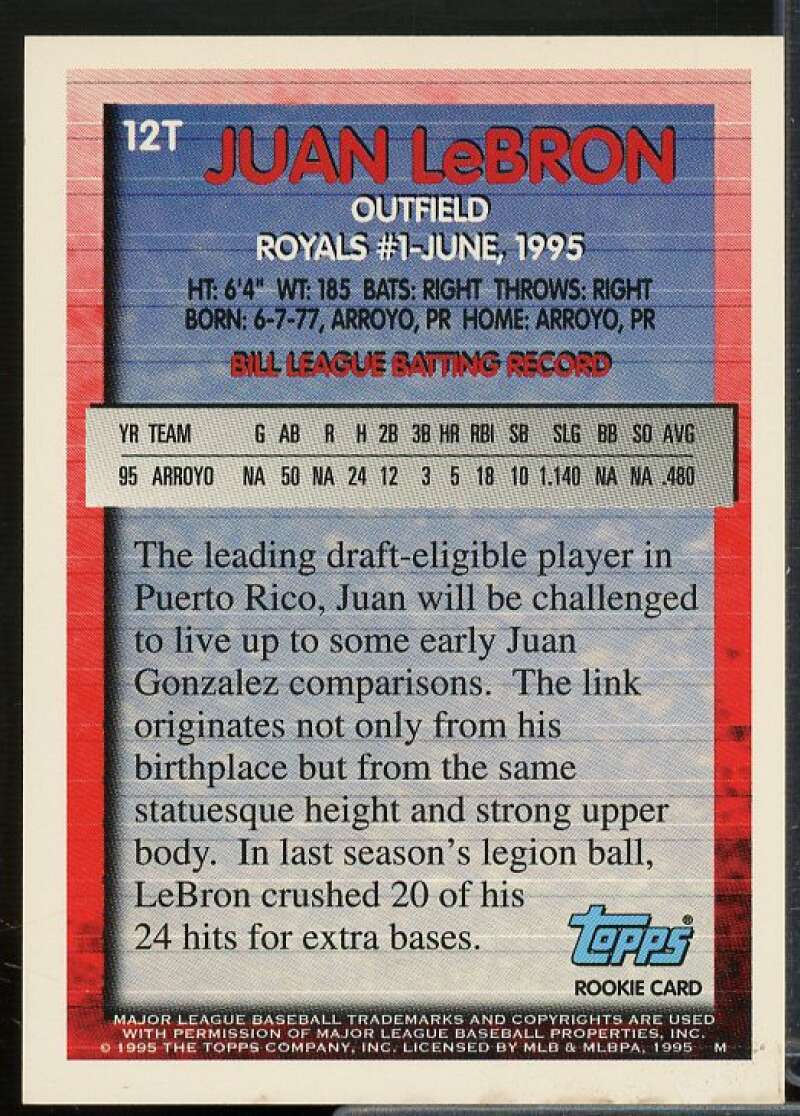 12T
JUAN LeBRON
OUTFIELD
ROYALS #1-JUNE, 1995
HT: 6'4" WT: 185 BATS: RIGHT THROWS: RIGHT
BORN: 6-7-77, ARROYO, PR HOME: ARROYO, PR
BILL LEAGUE BATTING RECORD
YR TEAM G AB R H 2B 3B HR RBI SB SLG BB SO AVG
95 ARROYO NA 50 NA 24 12 3 5 18 10 1.140 NA NA .480
The leading draft-eligible player in
Puerto Rico, Juan will be challenged
to live up to some early Juan
Gonzalez comparisons. The link
originates not only from his
birthplace but from the same
statuesque height and strong upper
body. In last season's legion ball,
LeBron crushed 20 of his
24 hits for extra bases.
topps®
ROOKIE CARD
MAJOR LEAGUE BASEBALL TRADEMARKS AND COPYRIGHTS ARE USED
WITH PERMISSION OF MAJOR LEAGUE BASEBALL PROPERTIES, INC.
© 1995 THE TOPPS COMPANY, INC. LICENSED BY MLB & MLBPA, 1995 M